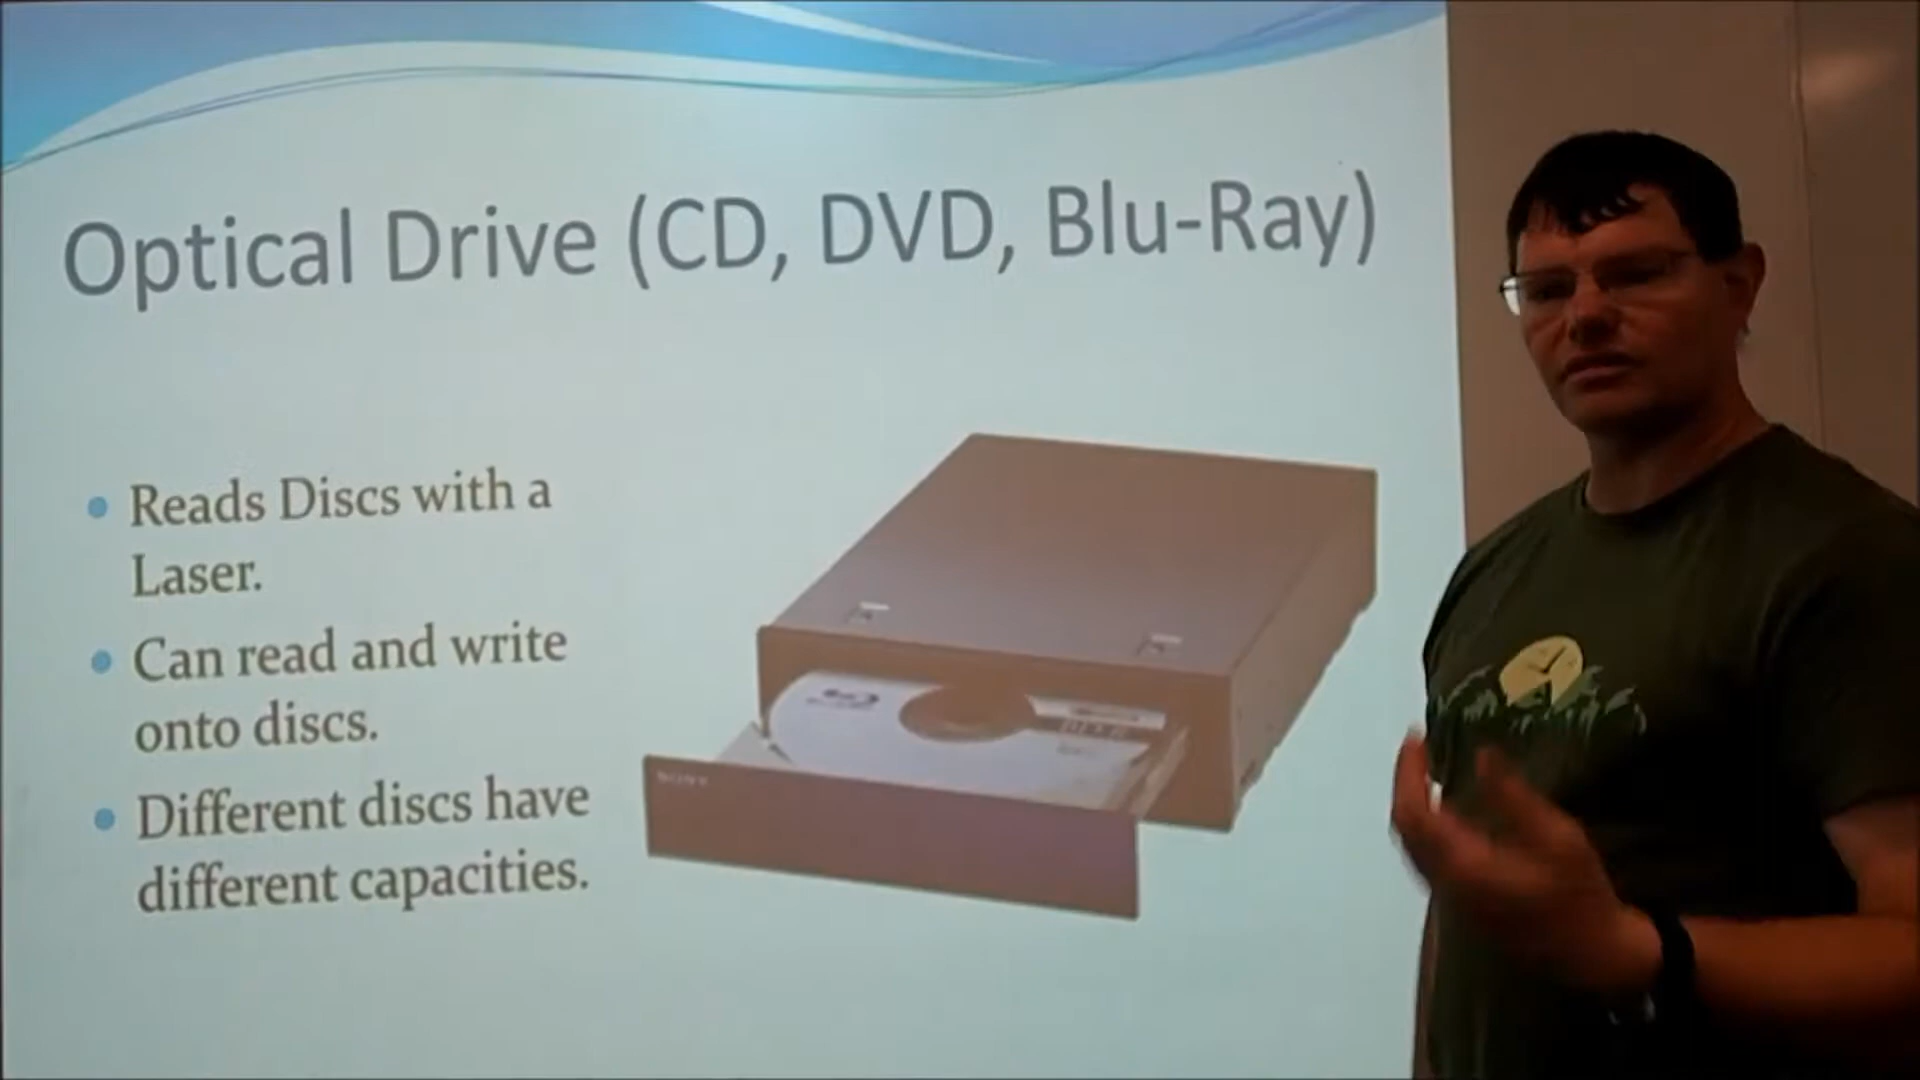 Optical Drive (CD, DVD, Blu-Ray)
Reads Discs with a
Laser.
Can read and write
onto discs.
Different discs have
different capacities.
SONY